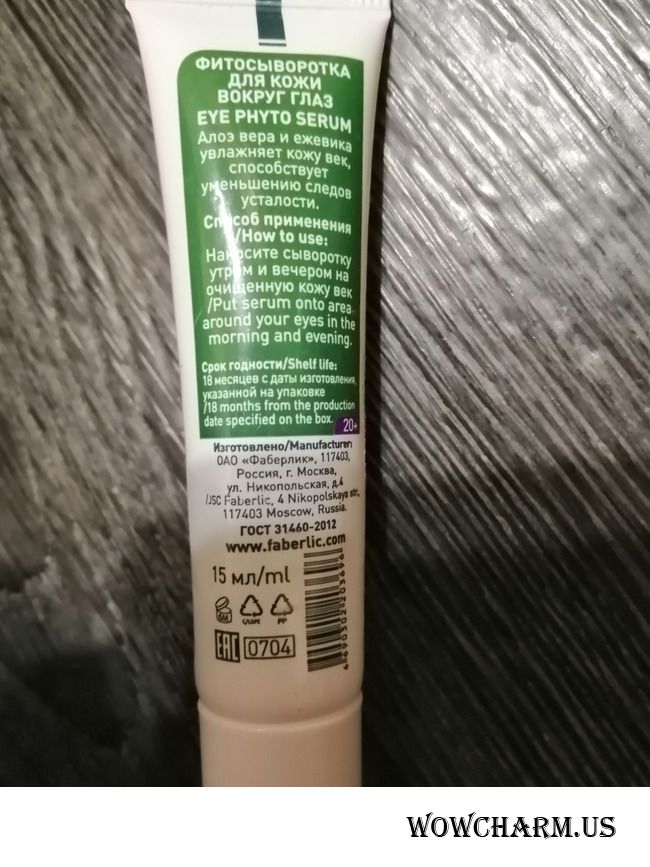 ФИТОСЫВОРОТКА
ДЛЯ КОЖИ
ВОКРУГ ГЛАЗ
EYE PHYTO SERUM
Алоэ вера и ежевика
увлажняет кожу век,
способствует
уменьшению следов
усталости.
Способ применения
/How to use:
Наносите сыворотку
утром и вечером на
очищенную кожу век
/Put serum onto area
around your eyes in the
morning and evening.
Срок годности/Shelf life:
18 месяцев с даты изготовления,
указанной на упаковке
/18 months from the production
date specified on the box.
20+
Изготовлено/Manufacturer:
ОАО «Фаберлик», 117403,
Россия, г. Москва,
ул. Никопольская, д.4
/JSC Faberlic, 4 Nikopolskaya str.,
117403 Moscow, Russia.
ГОСТ 31460-2012
www.faberlic.com
15 мл/ml
6M
C/LDPE
PP
EAC
0704
4 690302 203696
WOWCHARM.US